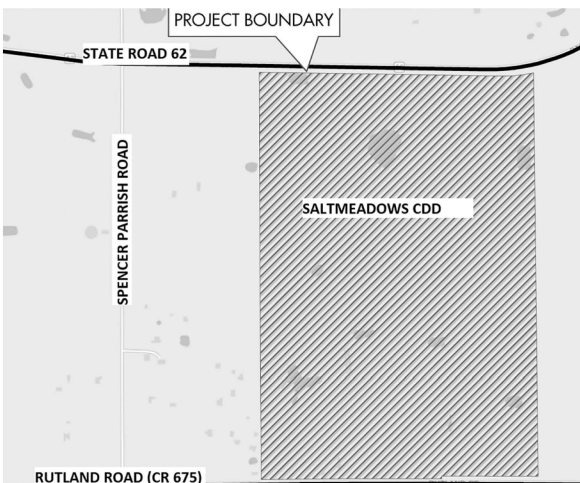 PROJECT BOUNDARY
STATE ROAD 62
SPENCER PARRISH ROAD
SALTMEADOWS CDD
RUTLAND ROAD (CR 675)